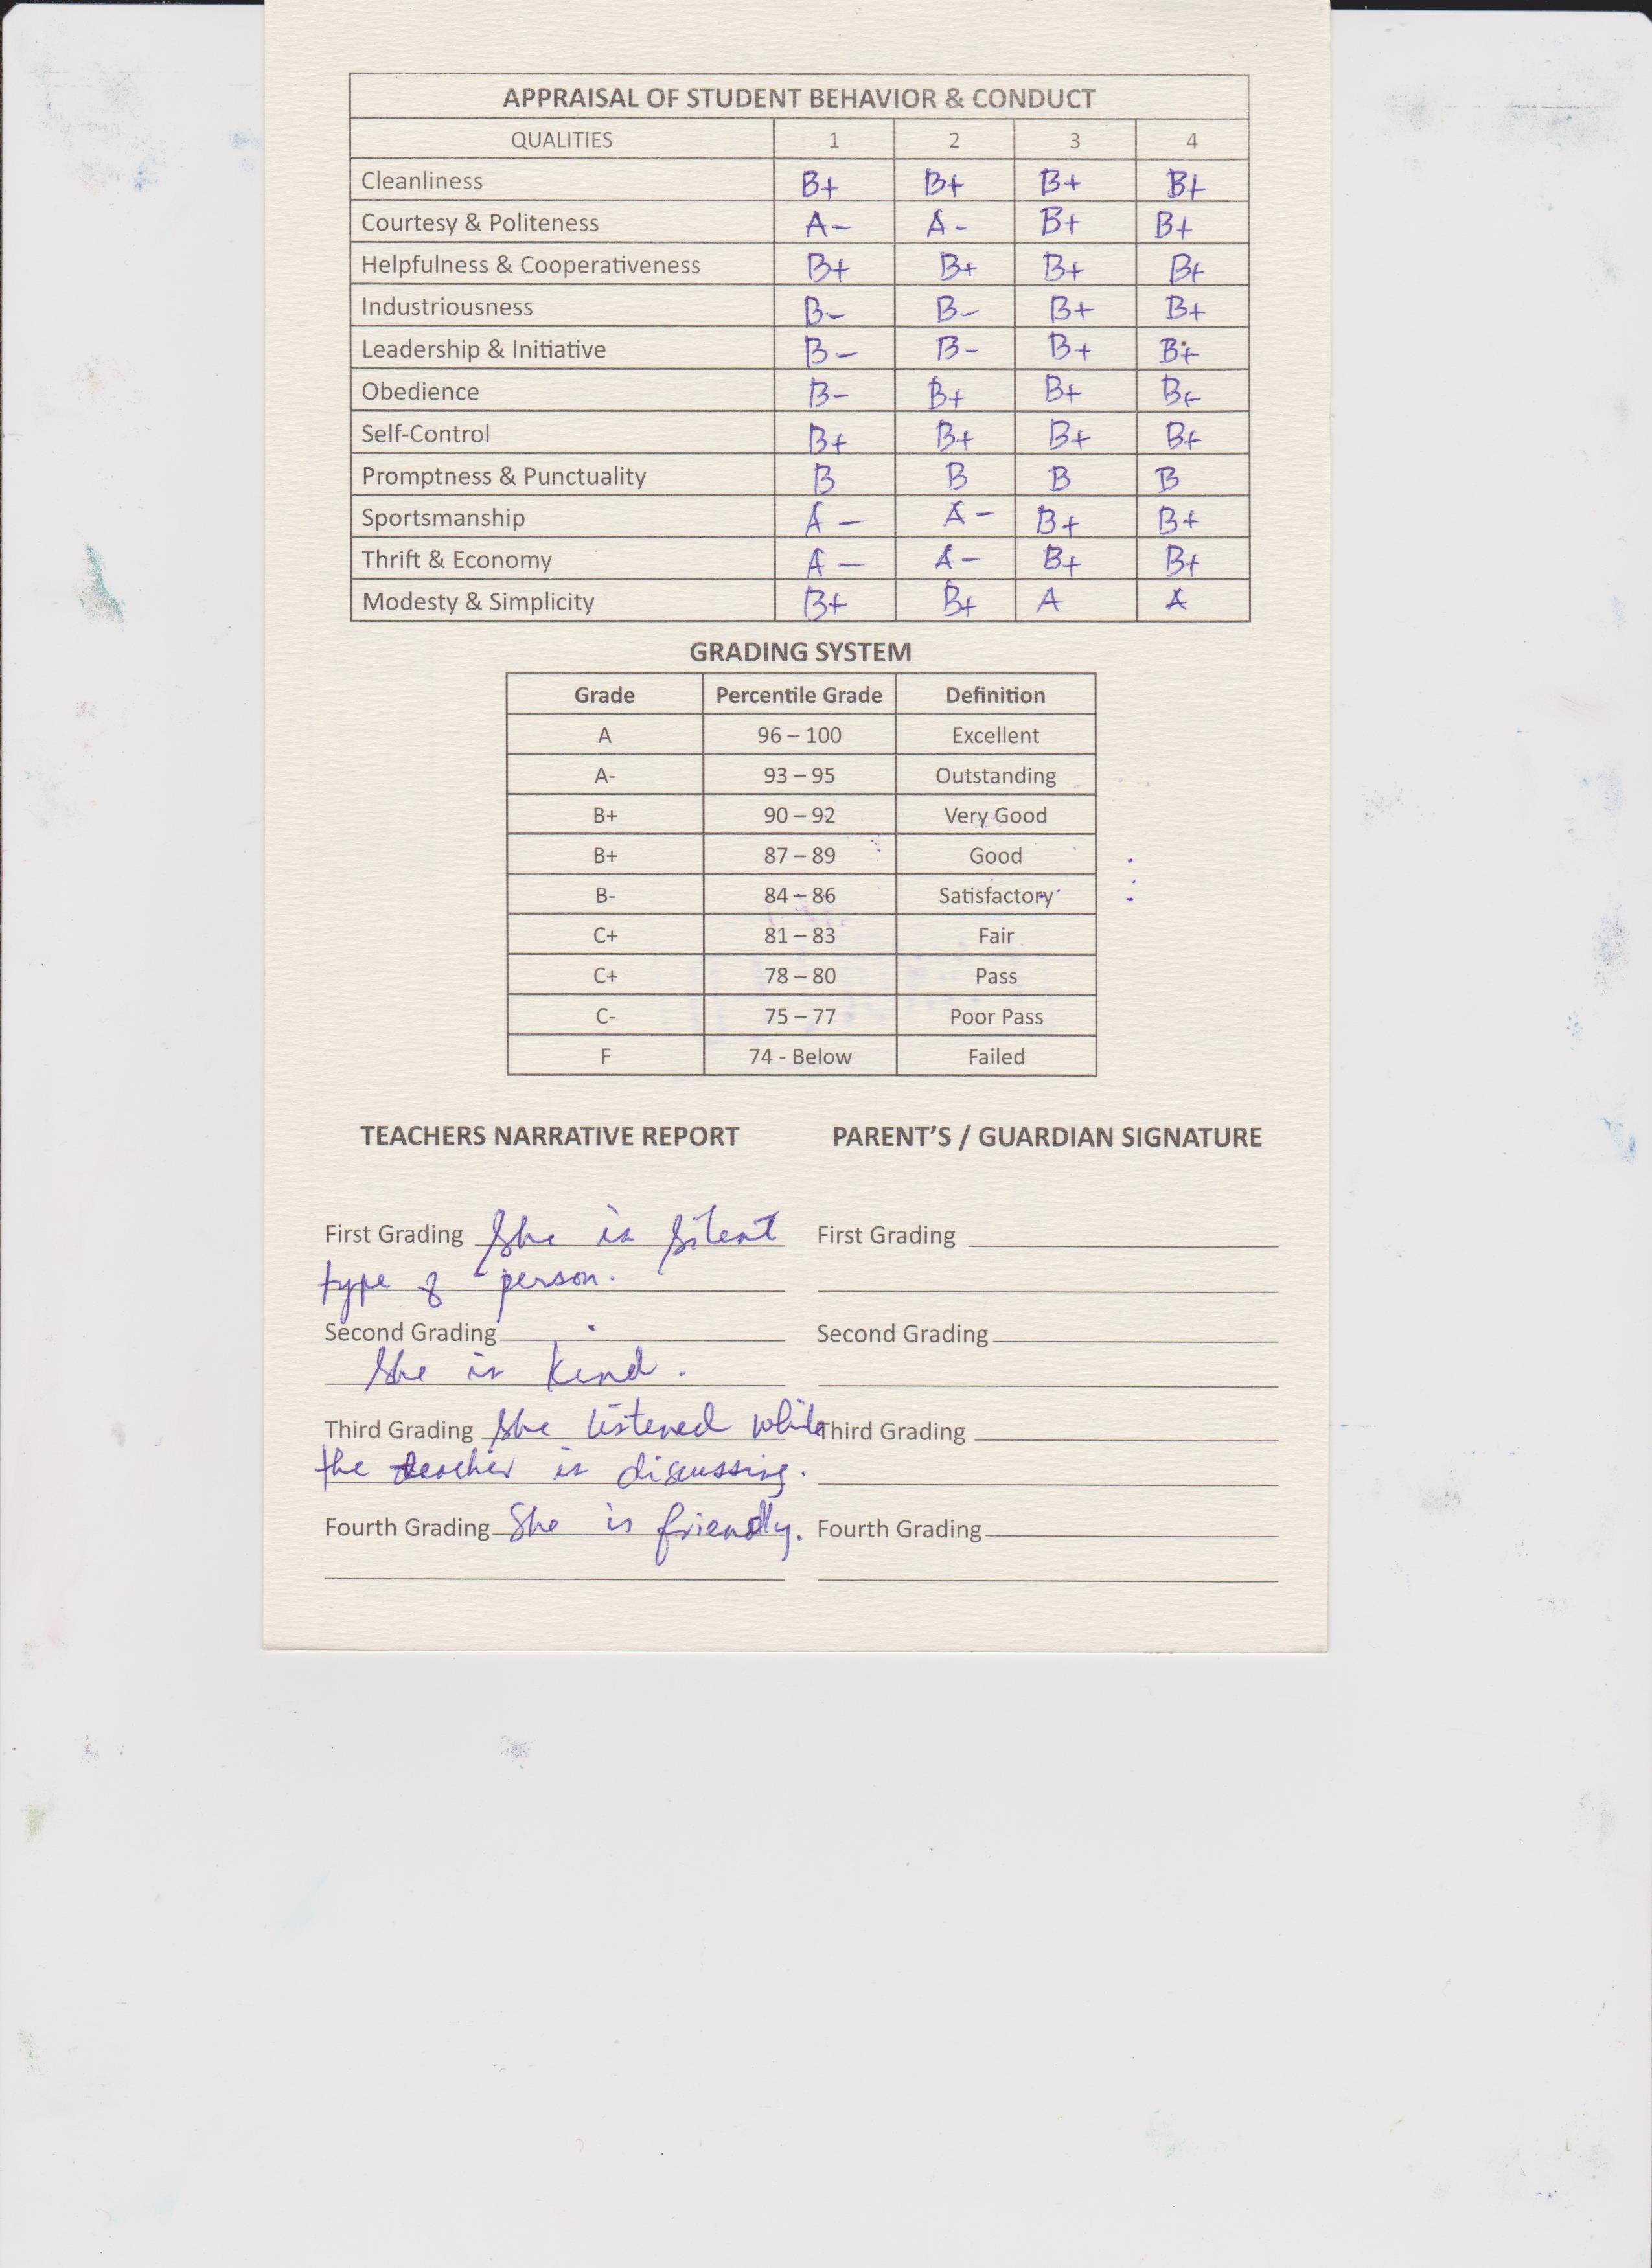 APPRAISAL OF STUDENT BEHAVIOR & CONDUCT
QUALITIES 1 2 3 4
Cleanliness B+ B+ B+ B+
Courtesy & Politeness A- A- B+ B+
Helpfulness & Cooperativeness B+ B+ B+ B+
Industriousness B- B- B+ B+
Leadership & Initiative B- B- B+ B+
Obedience B- B+ B+ B+
Self-Control B+ B+ B+ B+
Promptness & Punctuality B B B B
Sportsmanship A- A- B+ B+
Thrift & Economy A- A- B+ B+
Modesty & Simplicity B+ B+ A A
GRADING SYSTEM
Grade Percentile Grade Definition
A 96 – 100 Excellent
A- 93 – 95 Outstanding
B+ 90 – 92 Very Good
B+ 87 – 89 Good
B- 84 – 86 Satisfactory
C+ 81 – 83 Fair
C+ 78 – 80 Pass
C- 75 – 77 Poor Pass
F 74 - Below Failed
TEACHERS NARRATIVE REPORT PARENT'S / GUARDIAN SIGNATURE
First Grading She is silent First Grading
type of person.
Second Grading Second Grading
She is kind.
Third Grading She listened while Third Grading
the teacher is discussing.
Fourth Grading She is friendly. Fourth Grading